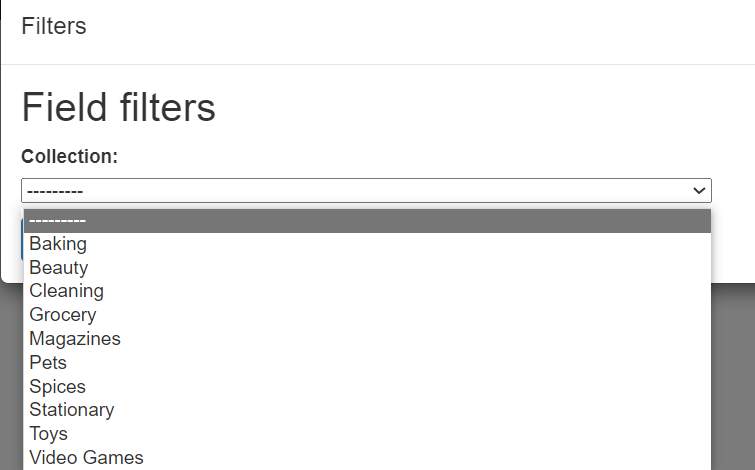 Filters
Field filters
Collection:
---------
---------
Baking
Beauty
Cleaning
Grocery
Magazines
Pets
Spices
Stationary
Toys
Video Games